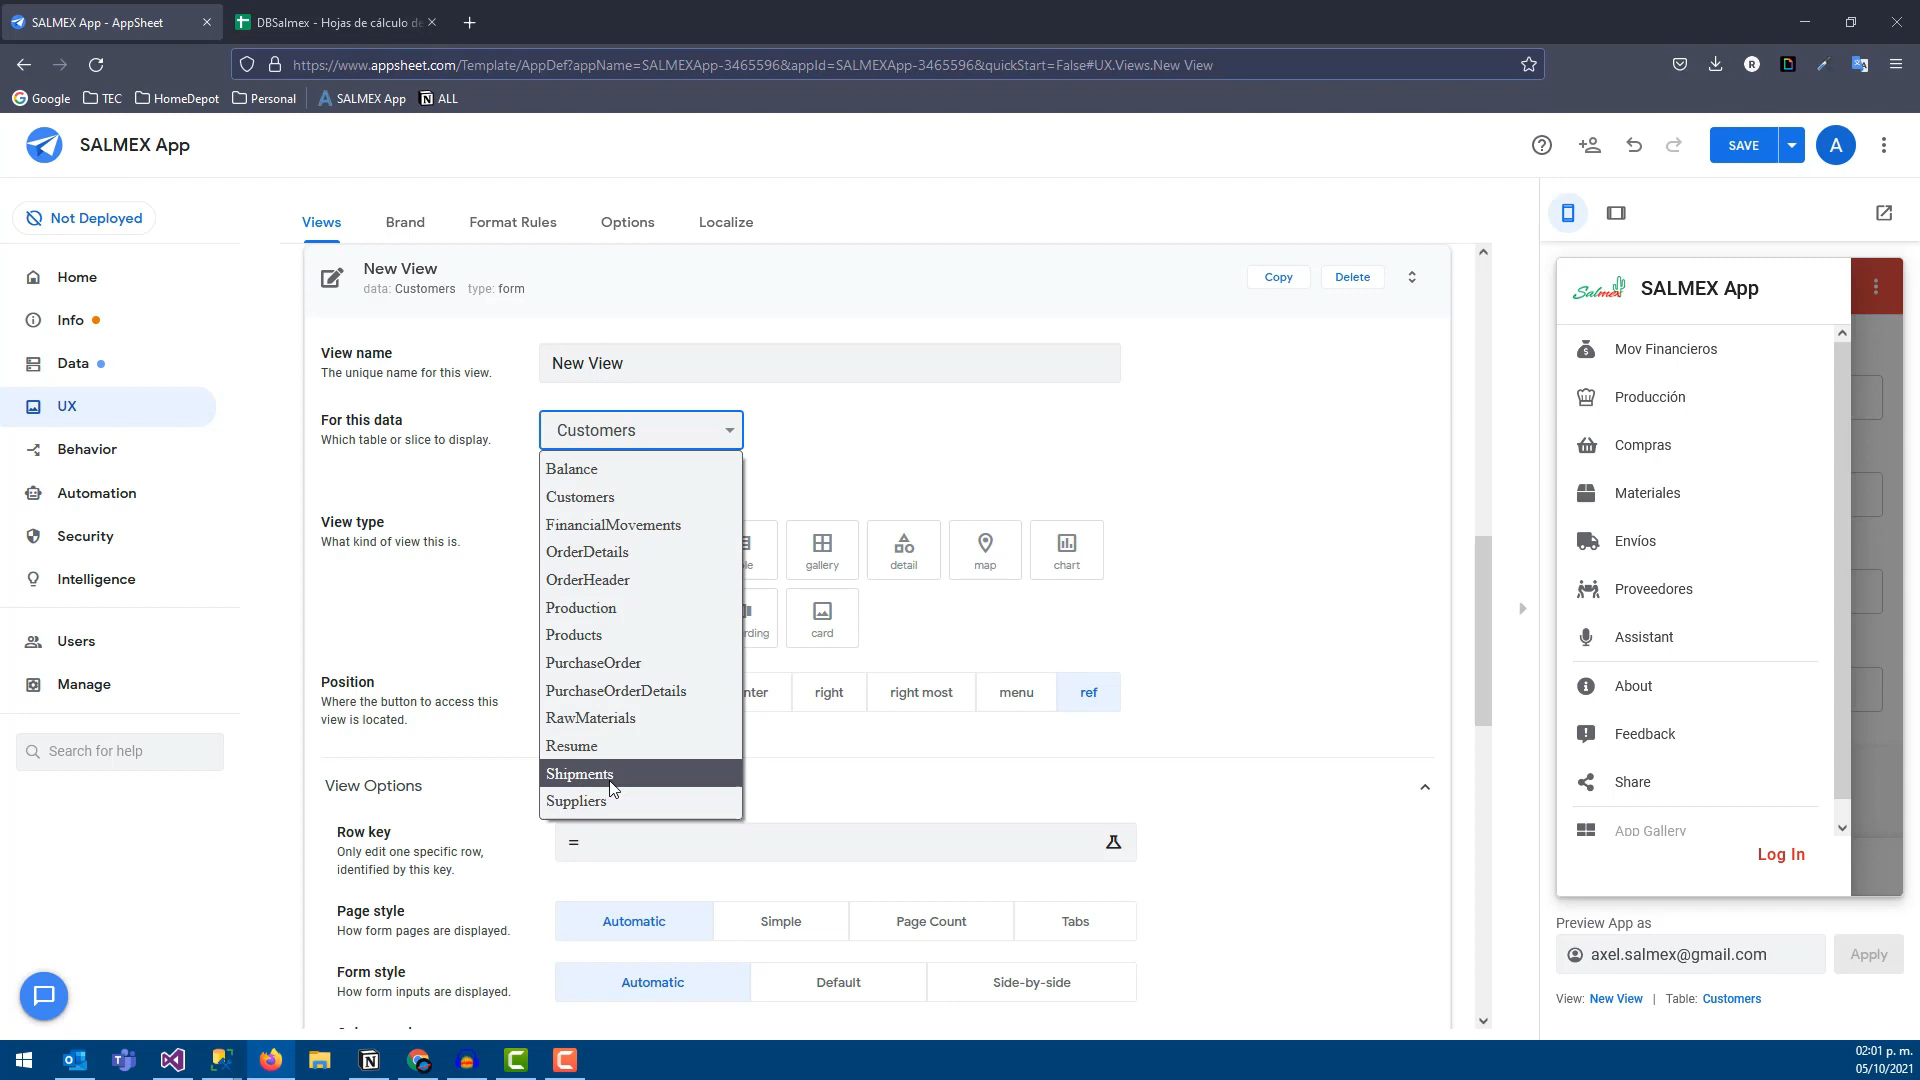 SALMEX App - AppSheet
DBSalmex - Hojas de cálculo de
https://www.appsheet.com/Template/AppDef?appName=SALMEXApp-3465596&appId=SALMEXApp-3465596&quickStart=False#UX.Views.New View
Google
TEC
HomeDepot
Personal
SALMEX App
ALL
SALMEX App
SAVE
A
Not Deployed
Home
Info
Data
UX
Behavior
Automation
Security
Intelligence
Users
Manage
Search for help
Views
Brand
Format Rules
Options
Localize
New View
data: Customers type: form
Copy
Delete
View name
The unique name for this view.
New View
For this data
Which table or slice to display.
Customers
Balance
Customers
FinancialMovements
OrderDetails
OrderHeader
Production
Products
PurchaseOrder
PurchaseOrderDetails
RawMaterials
Resume
Shipments
Suppliers
View type
What kind of view this is.
gallery
detail
map
chart
card
Position
Where the button to access this
view is located.
right
right most
menu
ref
View Options
Row key
Only edit one specific row,
identified by this key.
=
Page style
How form pages are displayed.
Automatic
Simple
Page Count
Tabs
Form style
How form inputs are displayed.
Automatic
Default
Side-by-side
Salmex
SALMEX App
Mov Financieros
Producción
Compras
Materiales
Envíos
Proveedores
Assistant
About
Feedback
Share
App Gallery
Log In
Preview App as
axel.salmex@gmail.com
Apply
View: New View | Table: Customers
02:01 p. m.
05/10/2021